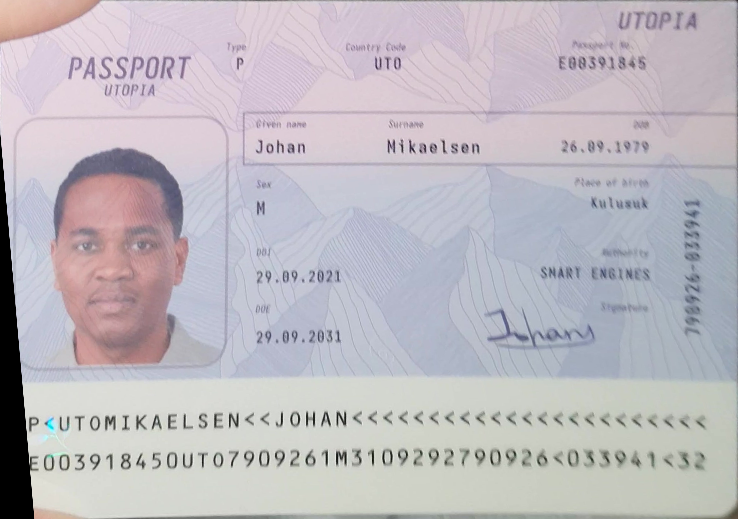 UTOPIA
PASSPORT
UTOPIA
Type
P
Country Code
UTO
Passport No.
E00391845
Given name
Johan
Surname
Mikaelsen
DOB
26.09.1979
Sex
M
Place of birth
Kulusuk
DOI
29.09.2021
Authority
SMART ENGINES
DOE
29.09.2031
Signature
Johans
790926-033941
P<UTOMIKAELSEN<<JOHAN<<<<<<<<<<<<<<<<<<<<<<<
E003918450UTO7909261M3109292790926<033941<32